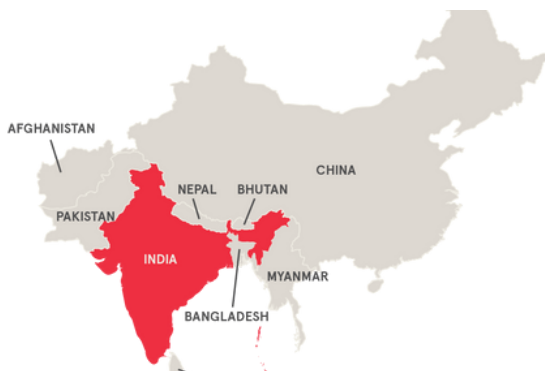 AFGHANISTAN
CHINA
NEPAL
BHUTAN
PAKISTAN
INDIA
MYANMAR
BANGLADESH